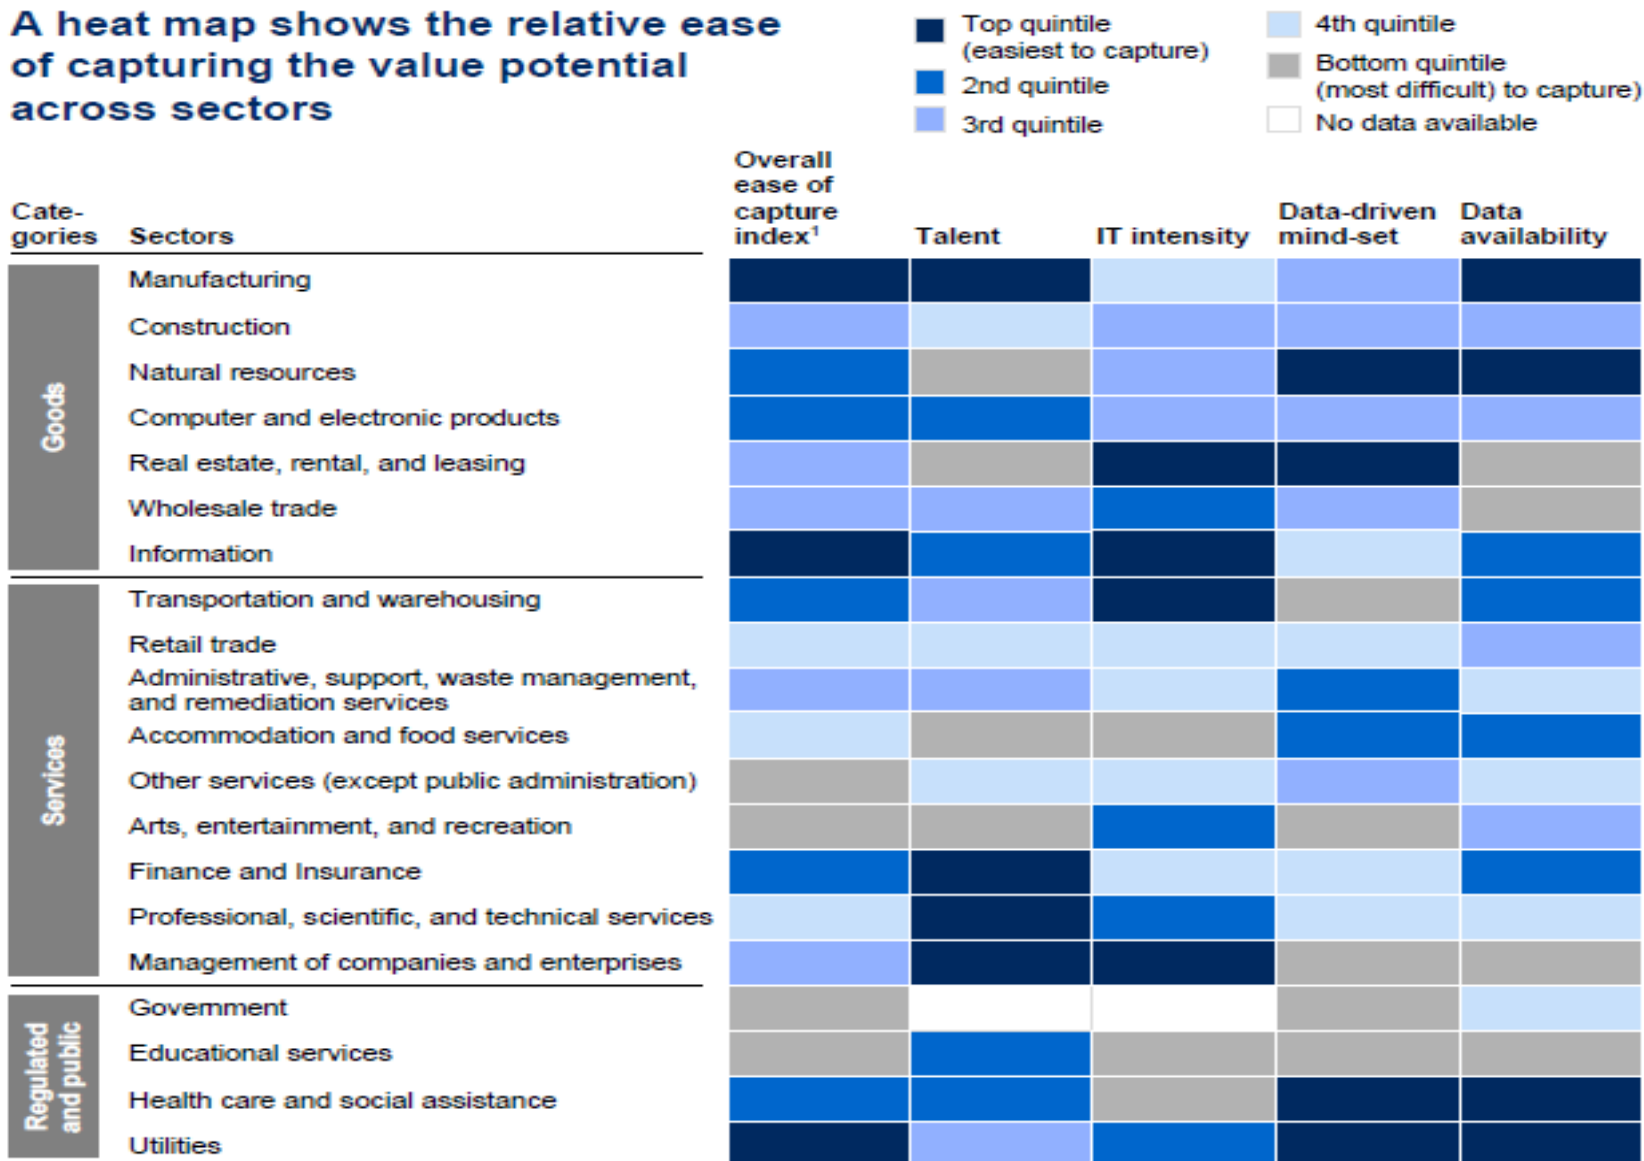 A heat map shows the relative ease
of capturing the value potential
across sectors
Top quintile
(easiest to capture)
2nd quintile
3rd quintile
4th quintile
Bottom quintile
(most difficult) to capture)
No data available
Cate-
gories
Sectors
Overall
ease of
capture
index¹
Talent
IT intensity
Data-driven
mind-set
Data
availability
Goods
Manufacturing
Construction
Natural resources
Computer and electronic products
Real estate, rental, and leasing
Wholesale trade
Information
Services
Transportation and warehousing
Retail trade
Administrative, support, waste management,
and remediation services
Accommodation and food services
Other services (except public administration)
Arts, entertainment, and recreation
Finance and Insurance
Professional, scientific, and technical services
Management of companies and enterprises
Regulated
and public
Government
Educational services
Health care and social assistance
Utilities